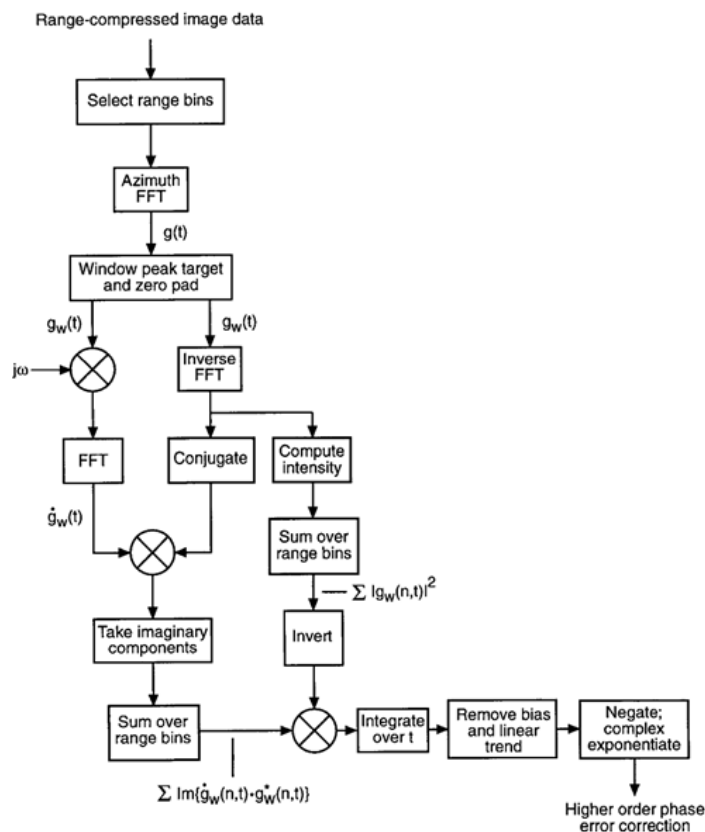 Range-compressed image data
Select range bins
Azimuth
FFT
g(t)
Window peak target
and zero pad
g_w(t)
g_w(t)
jω
Inverse
FFT
FFT
Conjugate
Compute
intensity
ġ_w(t)
Sum over
range bins
Σ |g_w(n,t)|²
Take imaginary
components
Invert
Sum over
range bins
Integrate
over t
Remove bias
and linear
trend
Negate;
complex
exponentiate
Σ Im{ġ_w(n,t)•g*_w(n,t)}
Higher order phase
error correction